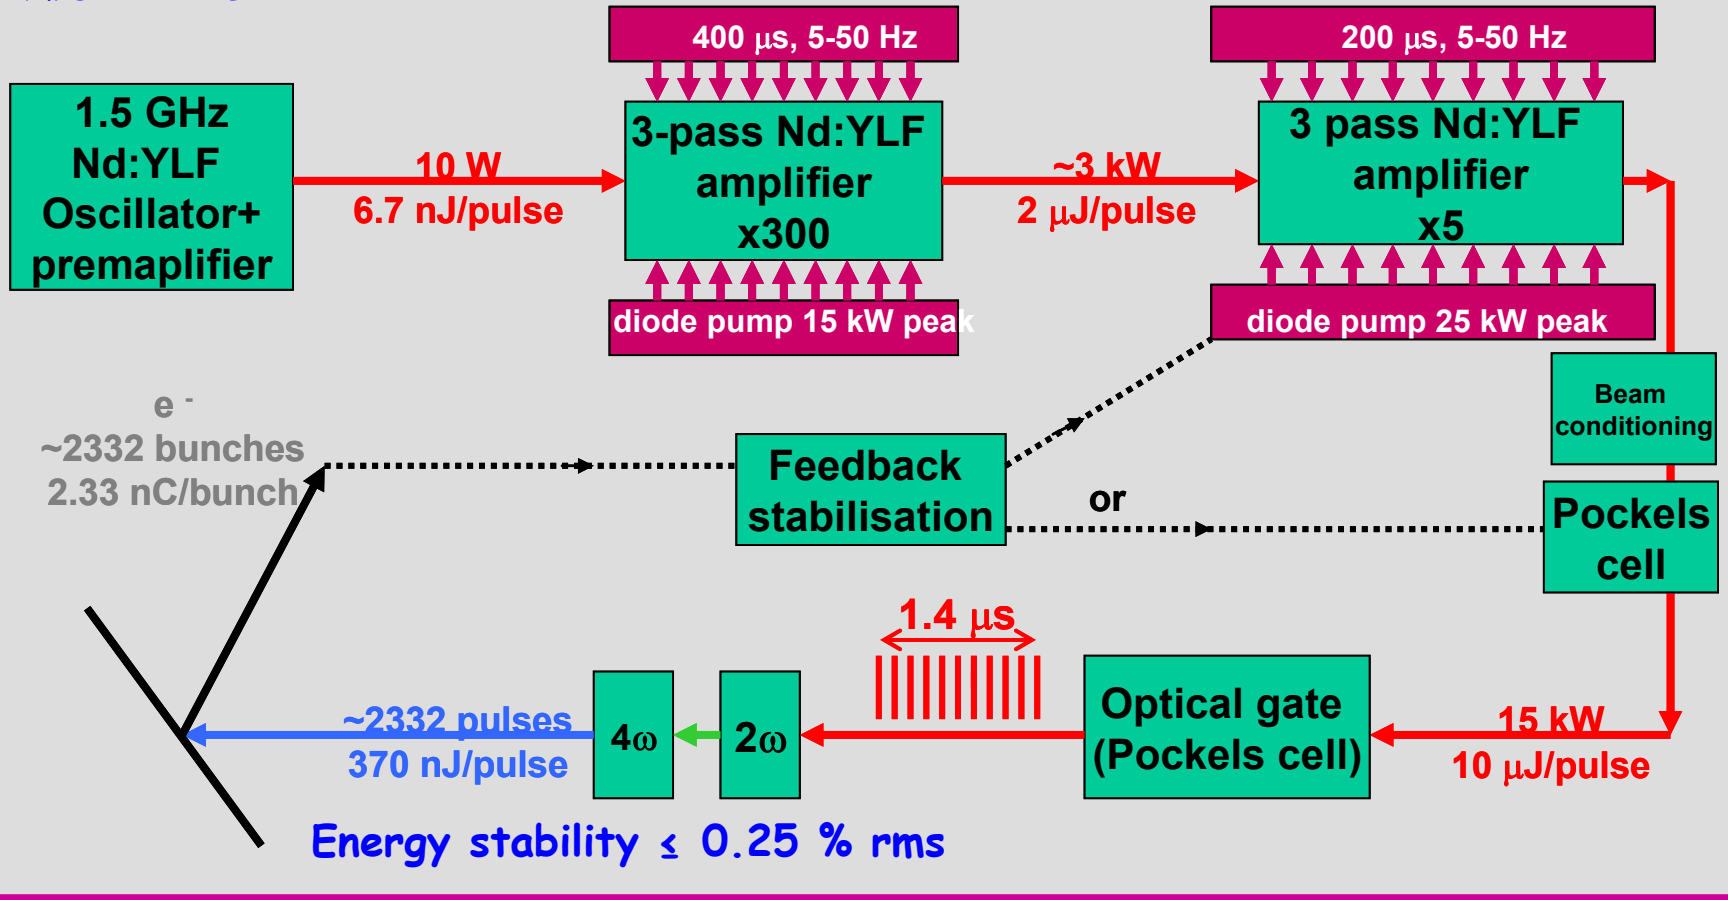 400 μs, 5-50 Hz
200 μs, 5-50 Hz
1.5 GHz
Nd:YLF
Oscillator+
premaplifier
10 W
6.7 nJ/pulse
3-pass Nd:YLF
amplifier
x300
~3 kW
2 μJ/pulse
3 pass Nd:YLF
amplifier
x5
diode pump 15 kW peak
diode pump 25 kW peak
Beam
conditioning
e -
~2332 bunches
2.33 nC/bunch
Feedback
stabilisation
or
Pockels
cell
1.4 μs
~2332 pulses
370 nJ/pulse
4ω
2ω
Optical gate
(Pockels cell)
15 kW
10 μJ/pulse
Energy stability ≤ 0.25 % rms